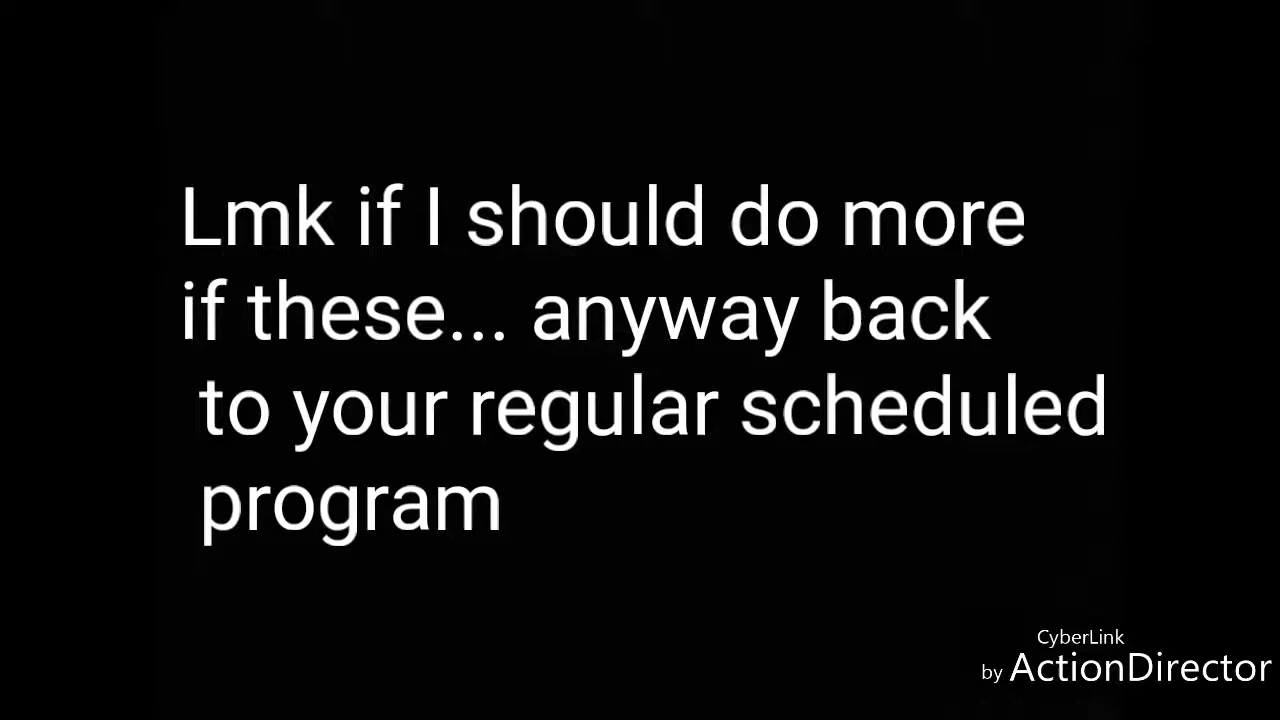 Lmk if I should do more
if these... anyway back
to your regular scheduled
program
CyberLink
by ActionDirector